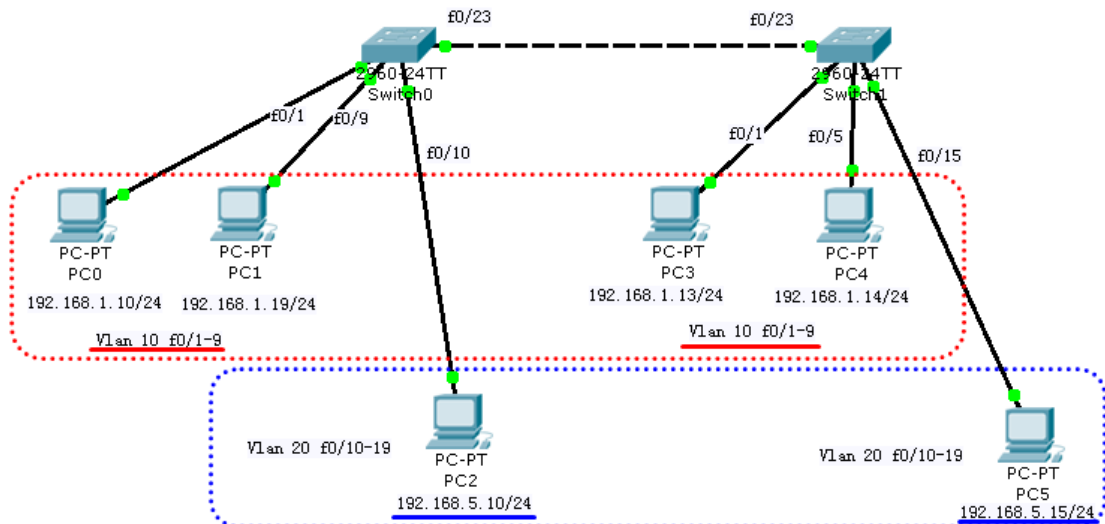 f0/23
f0/23
2960-24TT
Switch0
2960-24TT
Switch1
f0/1
f0/9
f0/10
f0/1
f0/5
f0/15
PC-PT
PC0
PC-PT
PC1
PC-PT
PC3
PC-PT
PC4
192.168.1.10/24
192.168.1.19/24
192.168.1.13/24
192.168.1.14/24
Vlan 10 f0/1-9
Vlan 10 f0/1-9
Vlan 20 f0/10-19
PC-PT
PC2
192.168.5.10/24
Vlan 20 f0/10-19
PC-PT
PC5
192.168.5.15/24